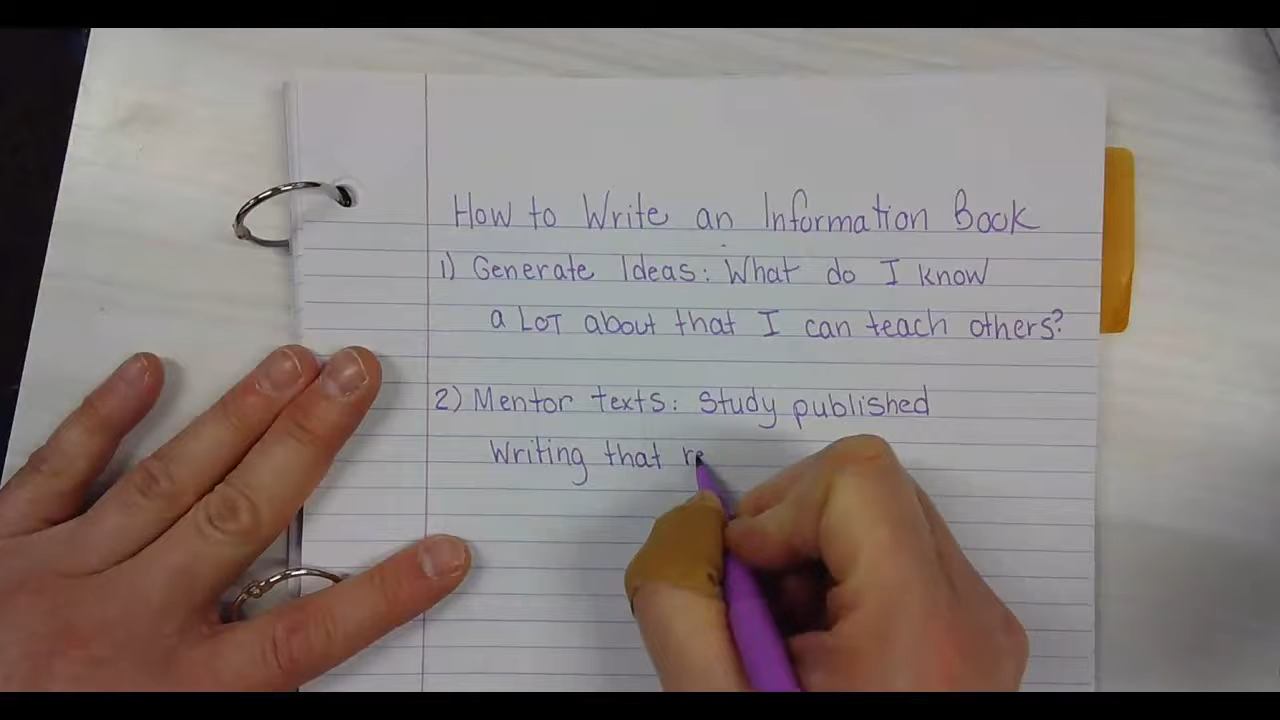 How to Write an Information Book
1) Generate Ideas: What do I know
a LOT about that I can teach others?
2) Mentor texts: Study published
Writing that re